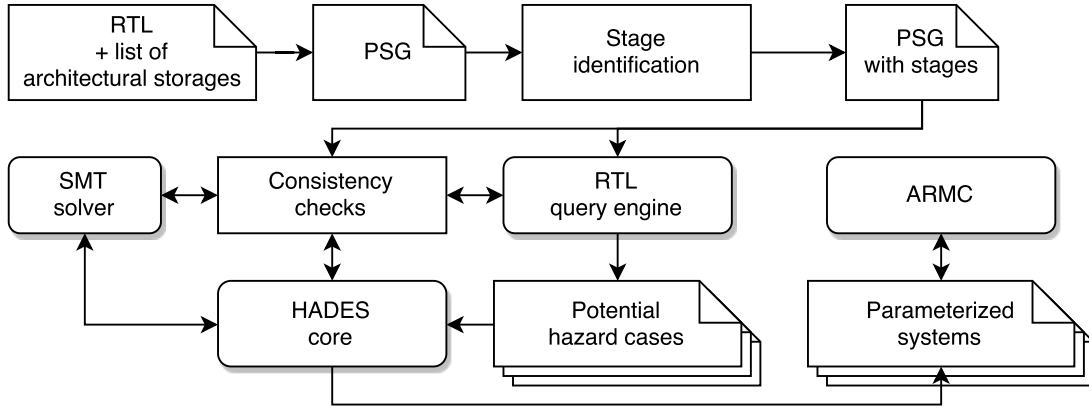 RTL
+ list of
architectural storages
PSG
Stage
identification
PSG
with stages
SMT
solver
Consistency
checks
RTL
query engine
ARMC
HADES
core
Potential
hazard cases
Parameterized
systems